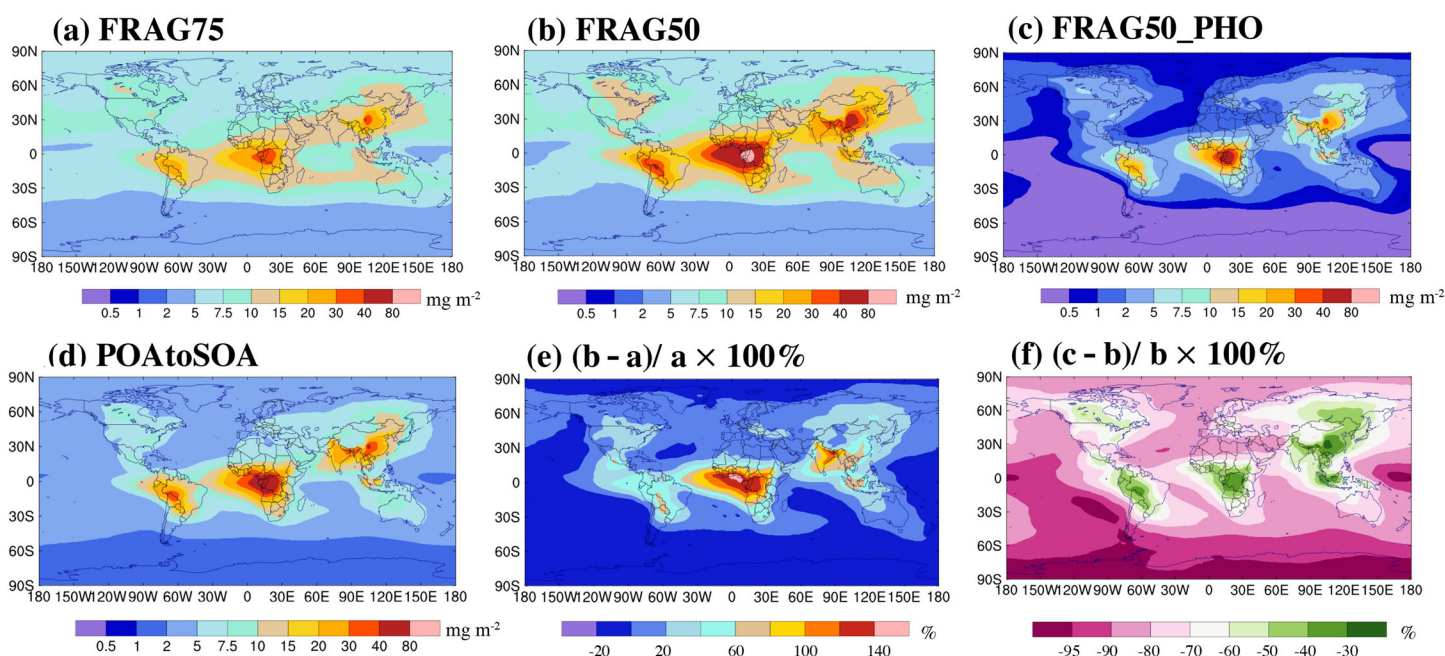 (a) FRAG75
90N
60N
30N
0
30S
60S
90S
180 150W120W 90W 60W 30W 0 30E 60E 90E 120E 150E 180
0.5 1 2 5 7.5 10 15 20 30 40 80
mg m-2
(b) FRAG50
90N
60N
30N
0
30S
60S
90S
180 150W120W 90W 60W 30W 0 30E 60E 90E 120E 150E 180
0.5 1 2 5 7.5 10 15 20 30 40 80
mg m-2
(c) FRAG50_PHO
90N
60N
30N
0
30S
60S
90S
180 150W120W 90W 60W 30W 0 30E 60E 90E 120E 150E 180
0.5 1 2 5 7.5 10 15 20 30 40 80
mg m-2
(d) POAtoSOA
90N
60N
30N
0
30S
60S
90S
180 150W120W 90W 60W 30W 0 30E 60E 90E 120E 150E 180
0.5 1 2 5 7.5 10 15 20 30 40 80
mg m-2
(e) (b - a)/ a × 100%
90N
60N
30N
0
30S
60S
90S
180 150W120W 90W 60W 30W 0 30E 60E 90E 120E 150E 180
-20 20 60 100 140
%
(f) (c - b)/ b × 100%
90N
60N
30N
0
30S
60S
90S
180 150W120W 90W 60W 30W 0 30E 60E 90E 120E 150E 180
-95 -90 -80 -70 -60 -50 -40 -30
%